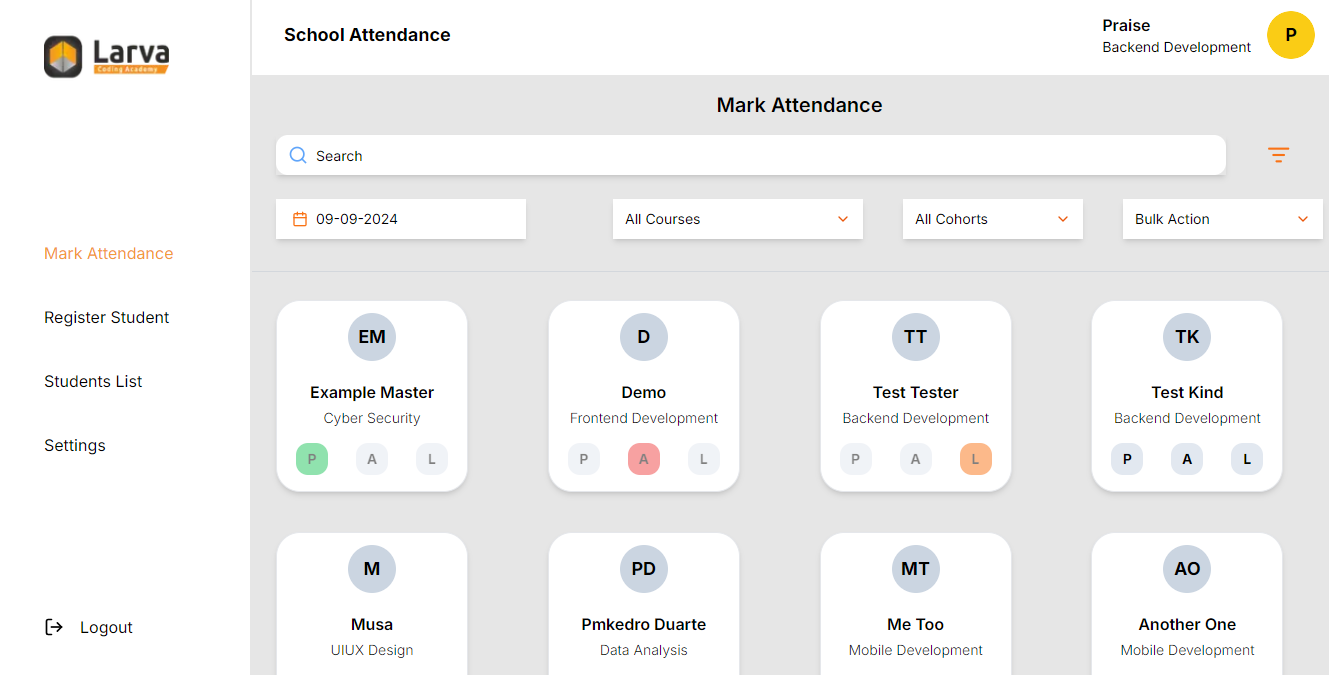 Larva
Coding Academy
School Attendance
Praise
Backend Development
P
Mark Attendance
Search
09-09-2024
All Courses
All Cohorts
Bulk Action
Mark Attendance
Register Student
Students List
Settings
Logout
EM
Example Master
Cyber Security
P A L
D
Demo
Frontend Development
P A L
TT
Test Tester
Backend Development
P A L
TK
Test Kind
Backend Development
P A L
M
Musa
UIUX Design
PD
Pmkedro Duarte
Data Analysis
MT
Me Too
Mobile Development
AO
Another One
Mobile Development